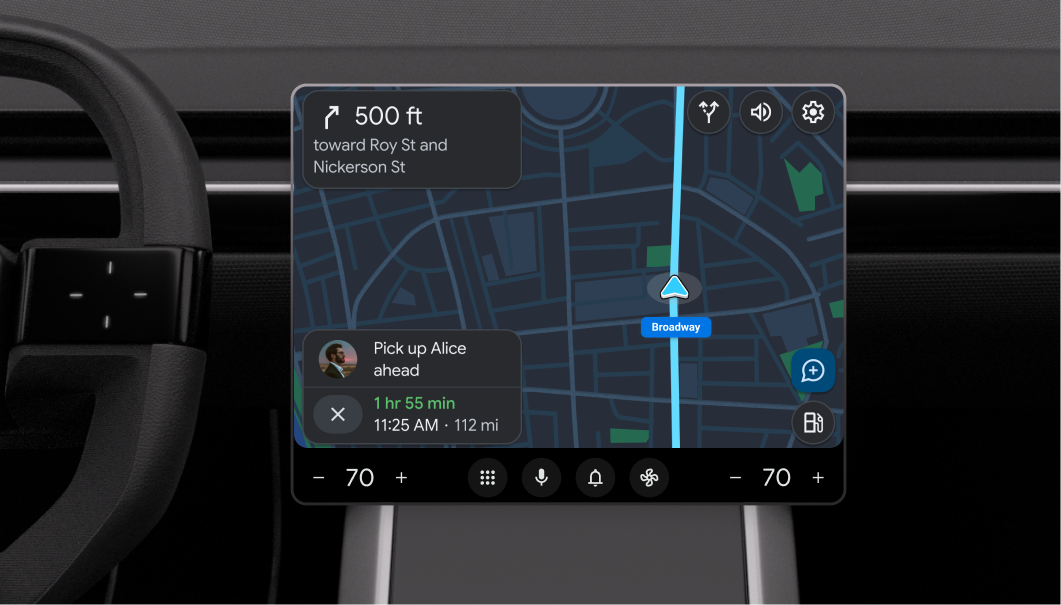 500 ft
toward Roy St and
Nickerson St
Broadway
Pick up Alice
ahead
1 hr 55 min
11:25 AM · 112 mi
− 70 +
− 70 +